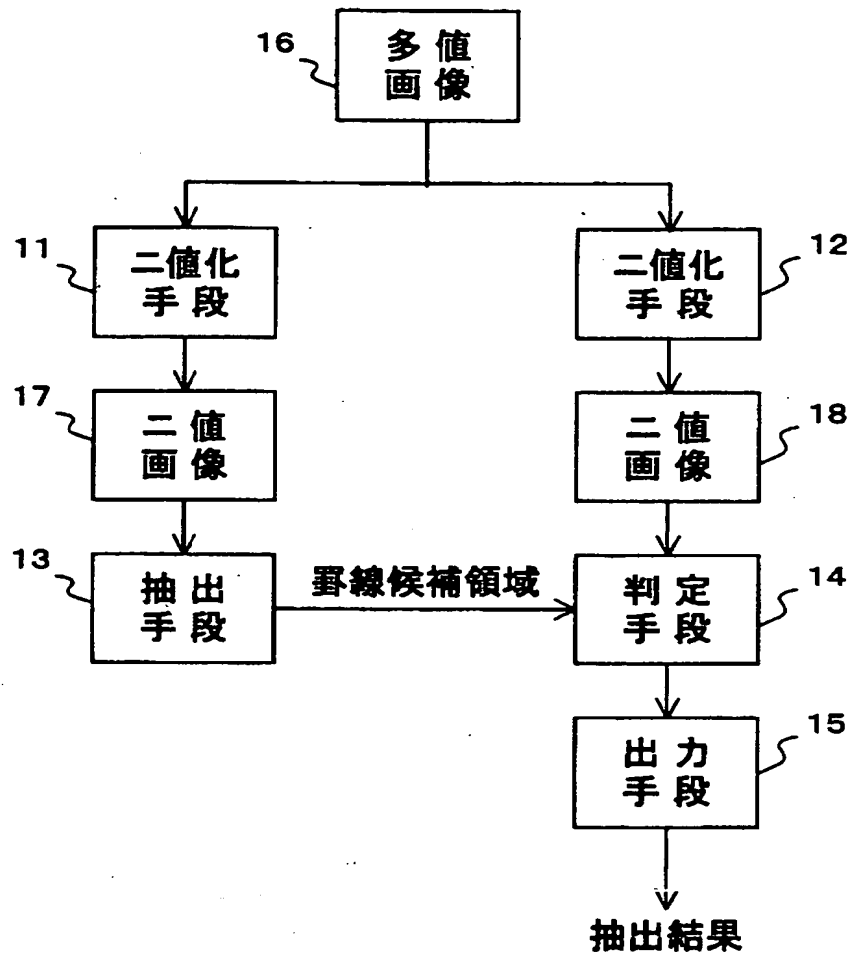 16
多値
画像
11
二値化
手段
12
二値化
手段
17
二値
画像
18
二値
画像
13
抽出
手段
罫線候補領域
14
判定
手段
15
出力
手段
抽出結果